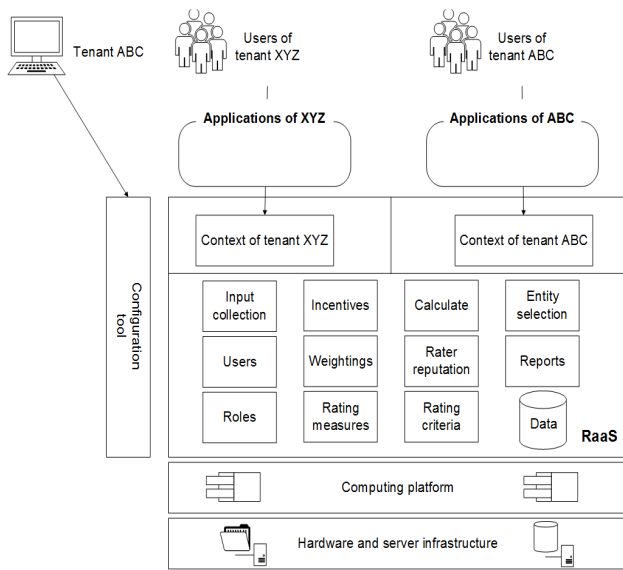 Tenant ABC
Users of
tenant XYZ
Users of
tenant ABC
Applications of XYZ
Applications of ABC
Configuration
tool
Context of tenant XYZ
Context of tenant ABC
Input
collection
Incentives
Calculate
Entity
selection
Users
Weightings
Rater
reputation
Reports
Roles
Rating
measures
Rating
criteria
Data
RaaS
Computing platform
Hardware and server infrastructure